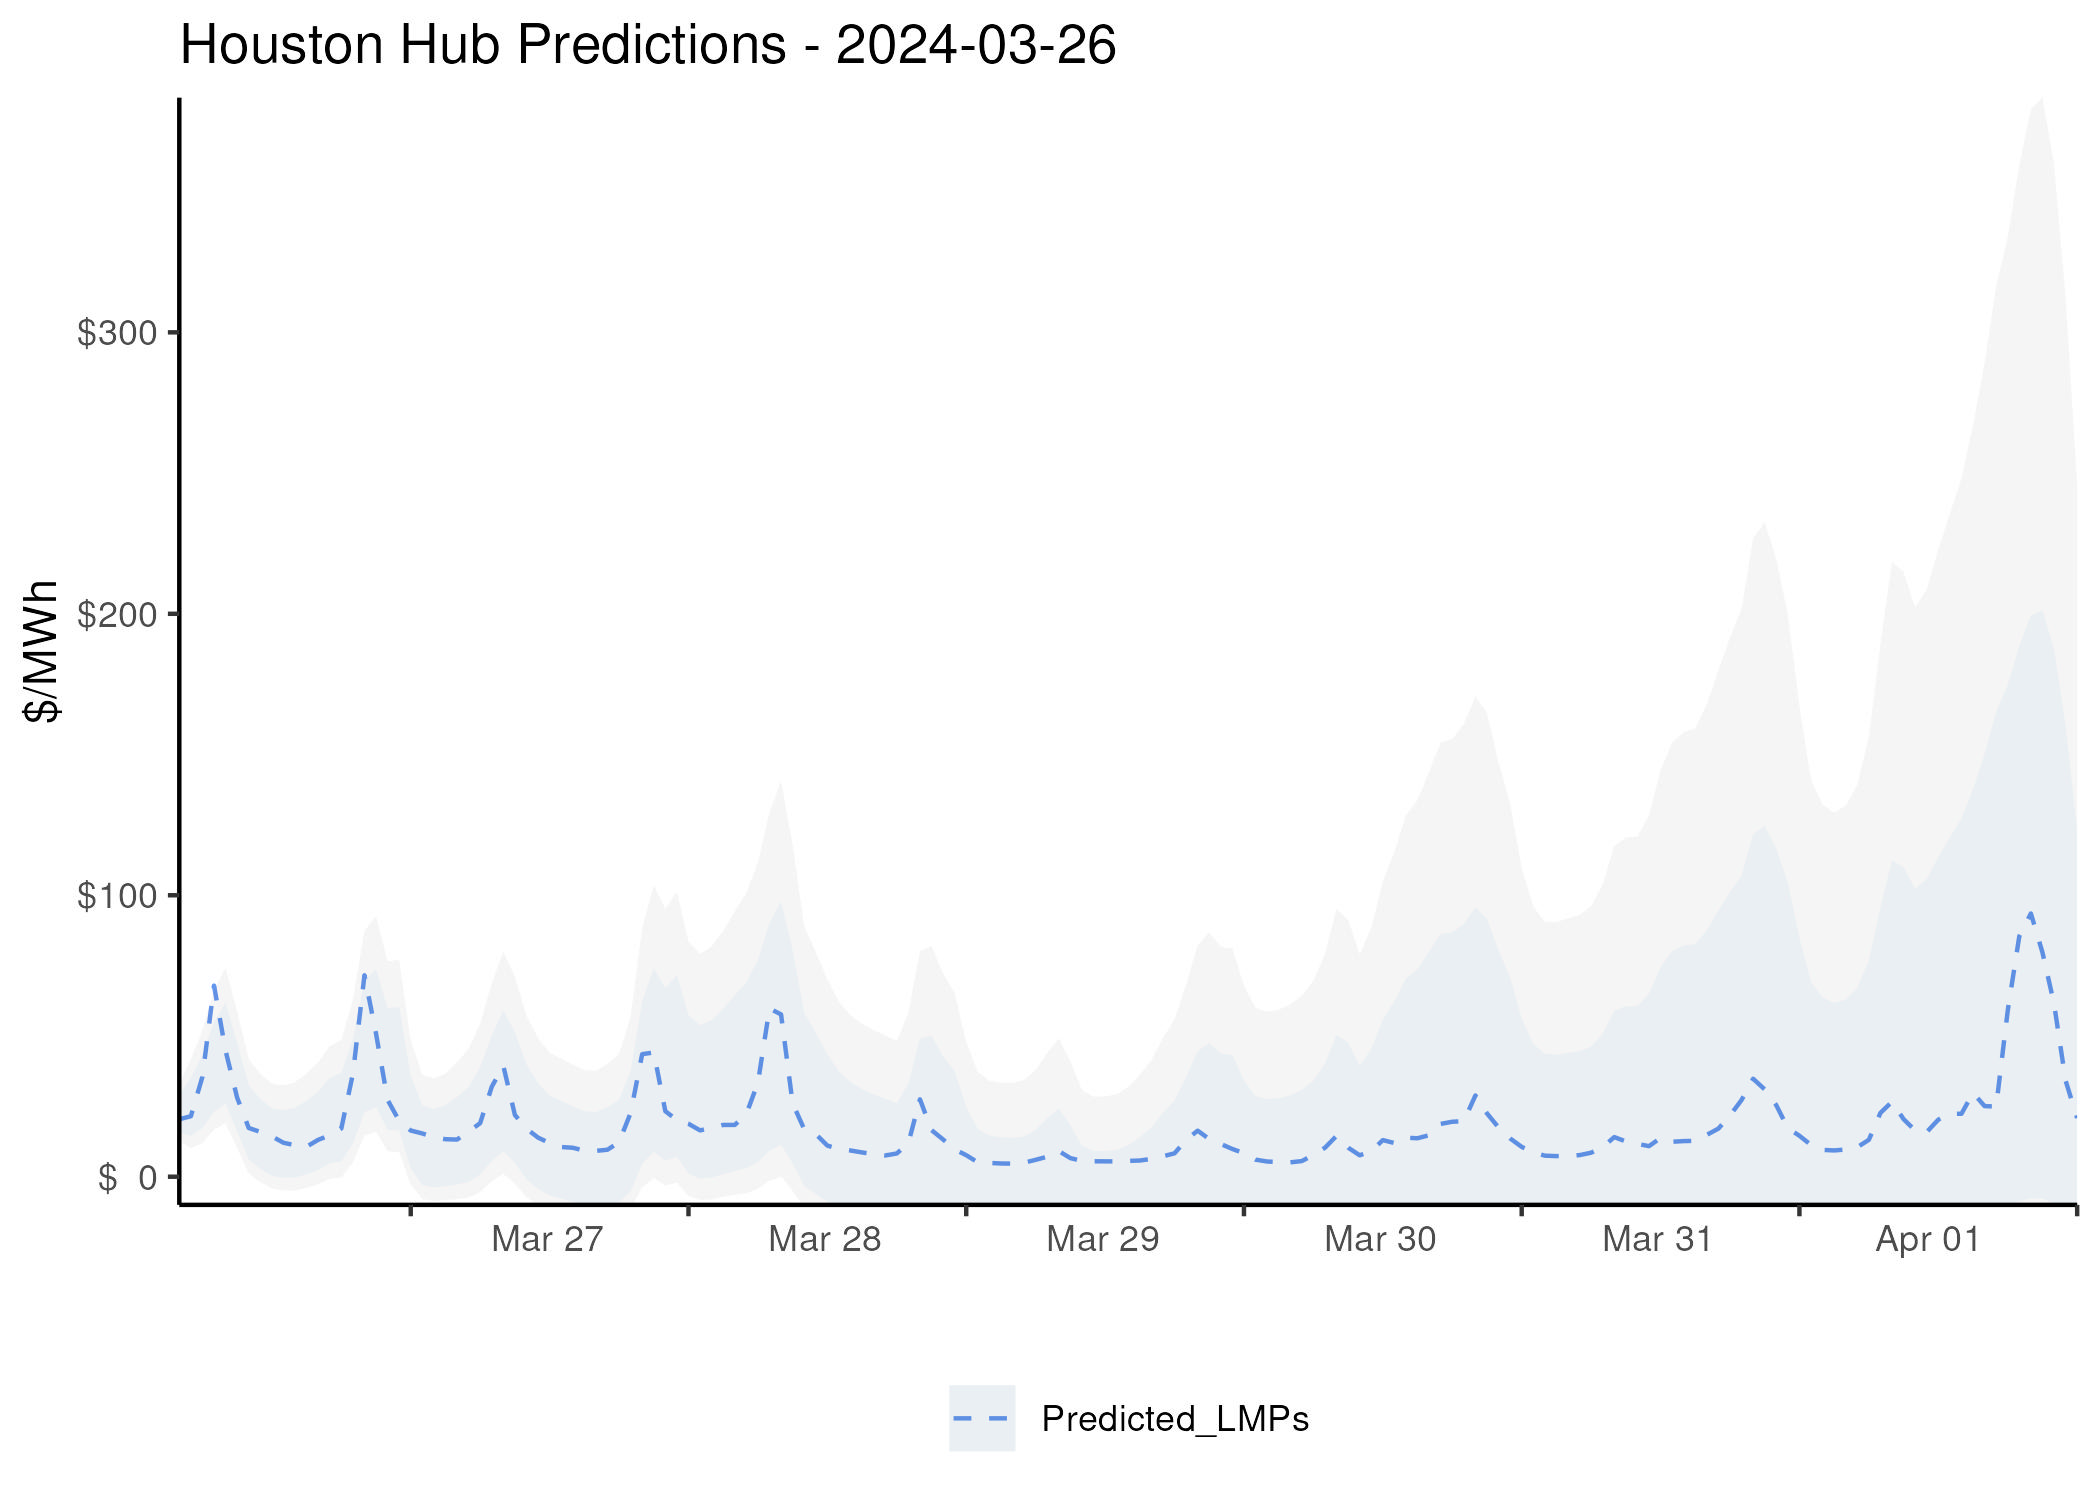 Houston Hub Predictions - 2024-03-26
$/MWh
$300
$200
$100
$  0
Mar 27
Mar 28
Mar 29
Mar 30
Mar 31
Apr 01
Predicted_LMPs